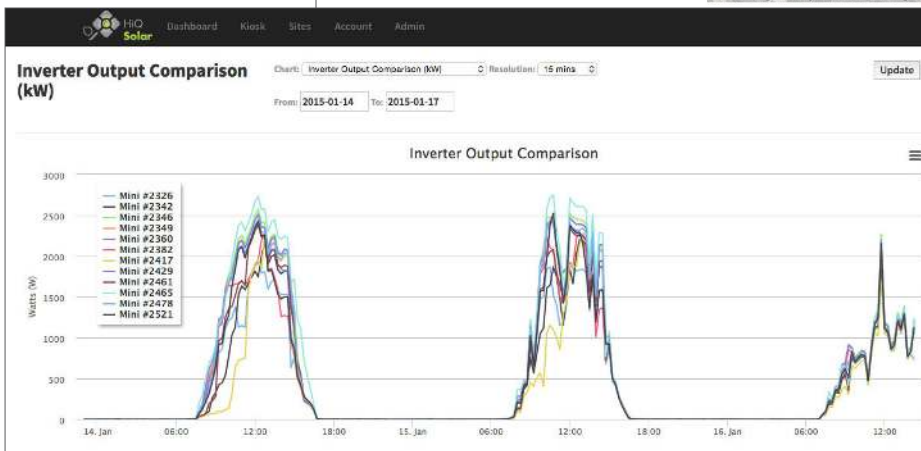 HiQ Solar
Dashboard Kiosk Sites Account Admin
Inverter Output Comparison (kW)
Chart: Inverter Output Comparison (kW) Resolution: 15 mins
Update
From: 2015-01-14 To: 2015-01-17
Inverter Output Comparison
3000
2500
2000
1500
1000
500
0
Watts (W)
Mini #2326
Mini #2342
Mini #2346
Mini #2349
Mini #2360
Mini #2382
Mini #2417
Mini #2429
Mini #2461
Mini #2465
Mini #2478
Mini #2521
14. Jan 06:00 12:00 18:00 15. Jan 06:00 12:00 18:00 16. Jan 06:00 12:00